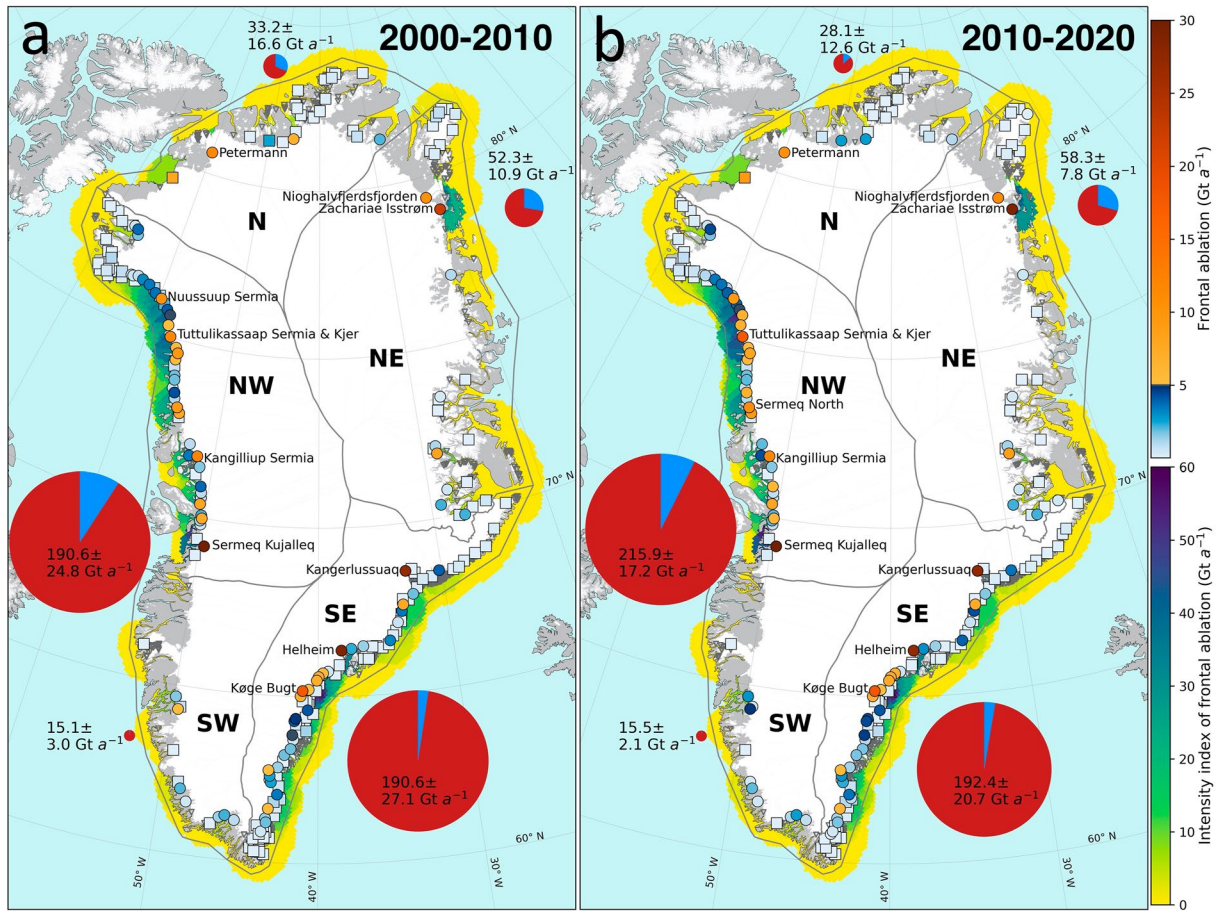 a
2000-2010
33.2±
16.6 Gt a⁻¹
80° N
52.3±
10.9 Gt a⁻¹
Petermann
Nioghalvfjerdsfjorden
Zachariae Isstrøm
N
Nuussuup Sermia
Tuttulikassaap Sermia & Kjer
NE
NW
Kangilliup Sermia
70° N
190.6±
24.8 Gt a⁻¹
Sermeq Kujalleq
Kangerlussuaq
SE
Helheim
Køge Bugt
SW
15.1±
3.0 Gt a⁻¹
190.6±
27.1 Gt a⁻¹
60° N
50° W
40° W
30° W
b
2010-2020
28.1±
12.6 Gt a⁻¹
80° N
58.3±
7.8 Gt a⁻¹
Petermann
Nioghalvfjerdsfjorden
Zachariae Isstrøm
N
Tuttulikassaap Sermia & Kjer
NE
NW
Sermeq North
Kangilliup Sermia
70° N
215.9±
17.2 Gt a⁻¹
Sermeq Kujalleq
Kangerlussuaq
SE
Helheim
Køge Bugt
SW
15.5±
2.1 Gt a⁻¹
192.4±
20.7 Gt a⁻¹
60° N
50° W
40° W
30° W
30
25
20
15
10
5
Frontal ablation (Gt a⁻¹)
60
50
40
30
20
10
0
Intensity index of frontal ablation (Gt a⁻¹)